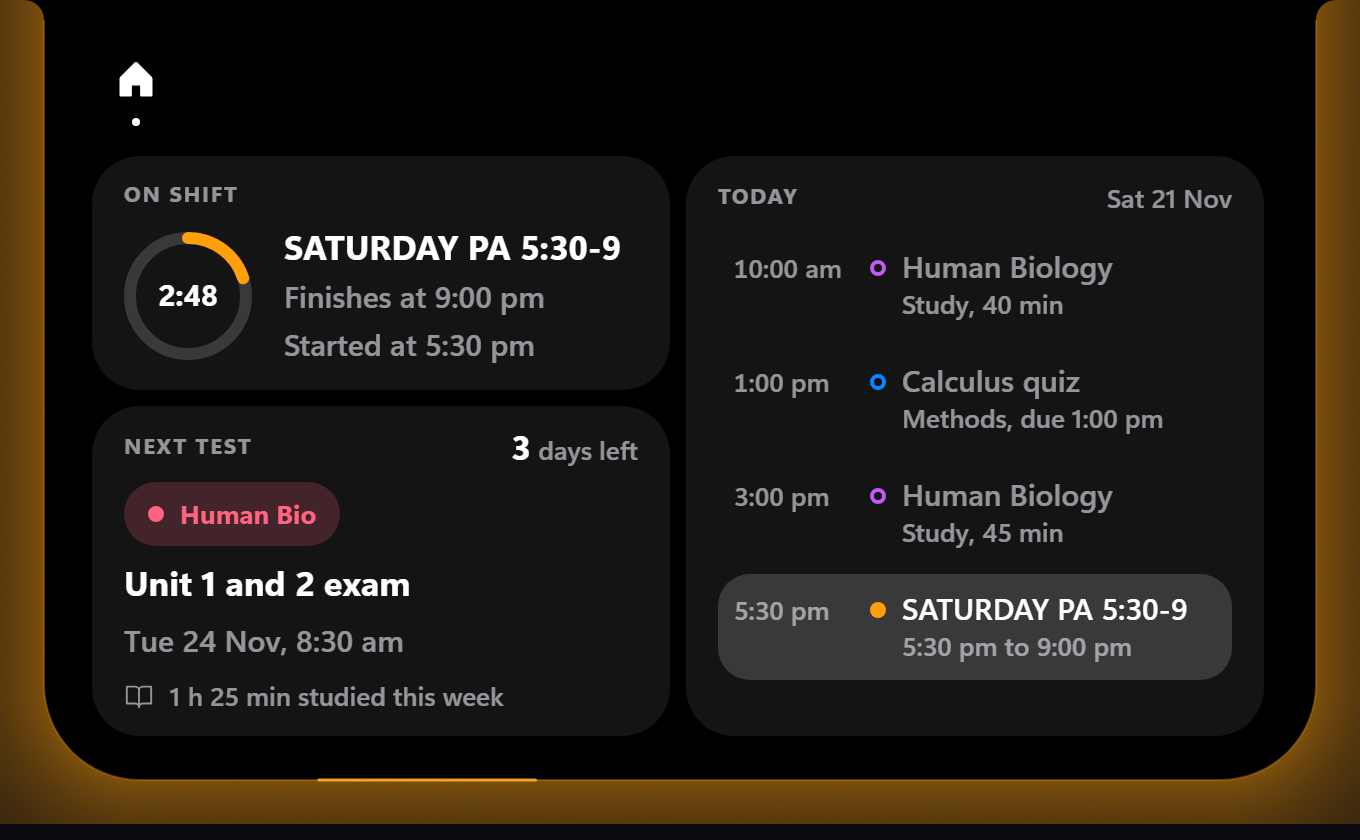 ON SHIFT
2:48
SATURDAY PA 5:30-9
Finishes at 9:00 pm
Started at 5:30 pm
NEXT TEST
3 days left
Human Bio
Unit 1 and 2 exam
Tue 24 Nov, 8:30 am
1 h 25 min studied this week
TODAY
Sat 21 Nov
10:00 am
Human Biology
Study, 40 min
1:00 pm
Calculus quiz
Methods, due 1:00 pm
3:00 pm
Human Biology
Study, 45 min
5:30 pm
SATURDAY PA 5:30-9
5:30 pm to 9:00 pm